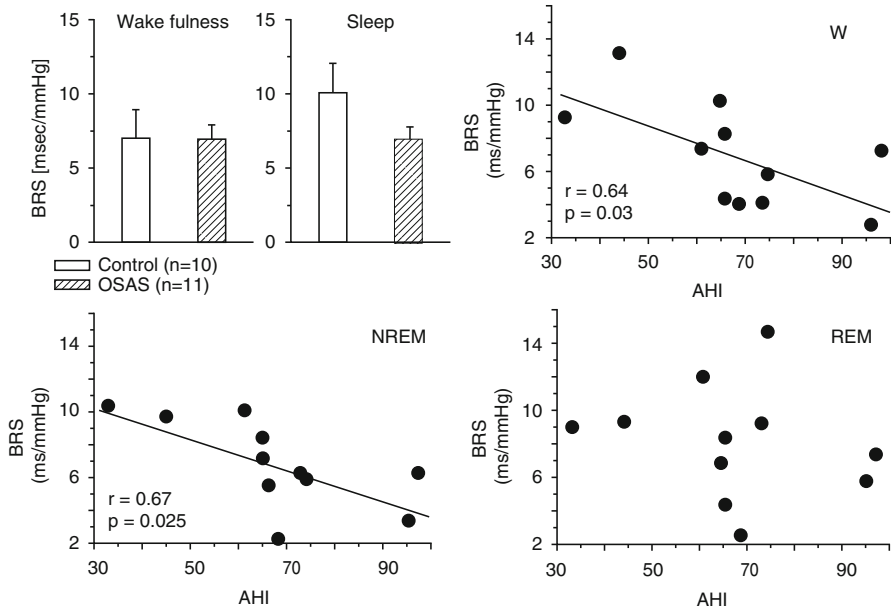 Wake fulness
Sleep
15
10
5
0
BRS [msec/mmHg]
15
10
5
0
Control (n=10)
OSAS (n=11)
W
14
10
6
2
BRS
(ms/mmHg)
r = 0.64
p = 0.03
30
50
70
90
AHI
NREM
14
10
6
2
BRS
(ms/mmHg)
r = 0.67
p = 0.025
30
50
70
90
AHI
REM
14
10
6
2
BRS
(ms/mmHg)
30
50
70
90
AHI